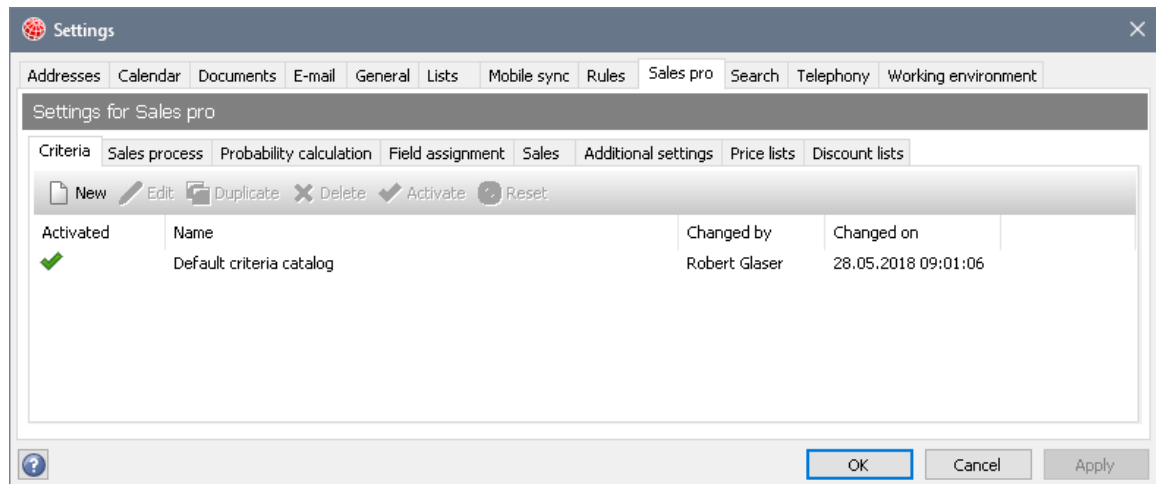 Settings
Addresses Calendar Documents E-mail General Lists Mobile sync Rules Sales pro Search Telephony Working environment
Settings for Sales pro
Criteria Sales process Probability calculation Field assignment Sales Additional settings Price lists Discount lists
New Edit Duplicate Delete Activate Reset
Activated Name Changed by Changed on
Default criteria catalog Robert Glaser 28.05.2018 09:01:06
OK Cancel Apply